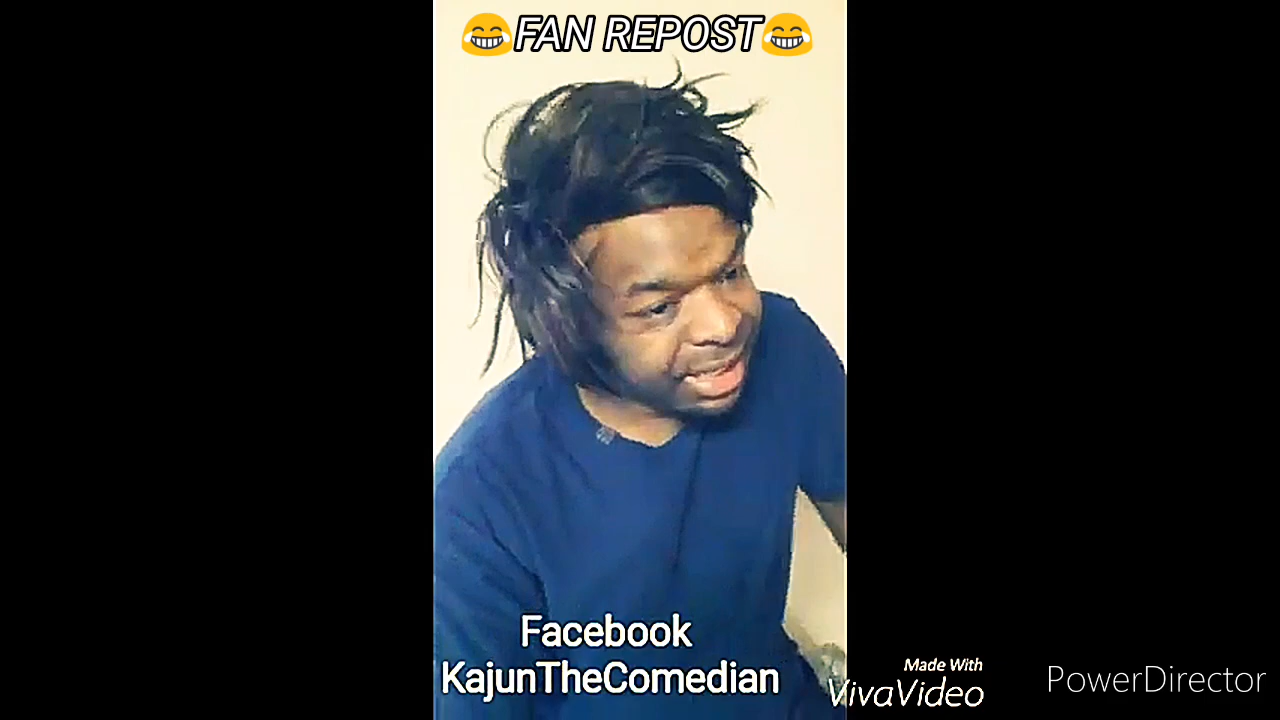 😂FAN REPOST😂
Facebook
KajunTheComedian
Made With
VivaVideo
PowerDirector